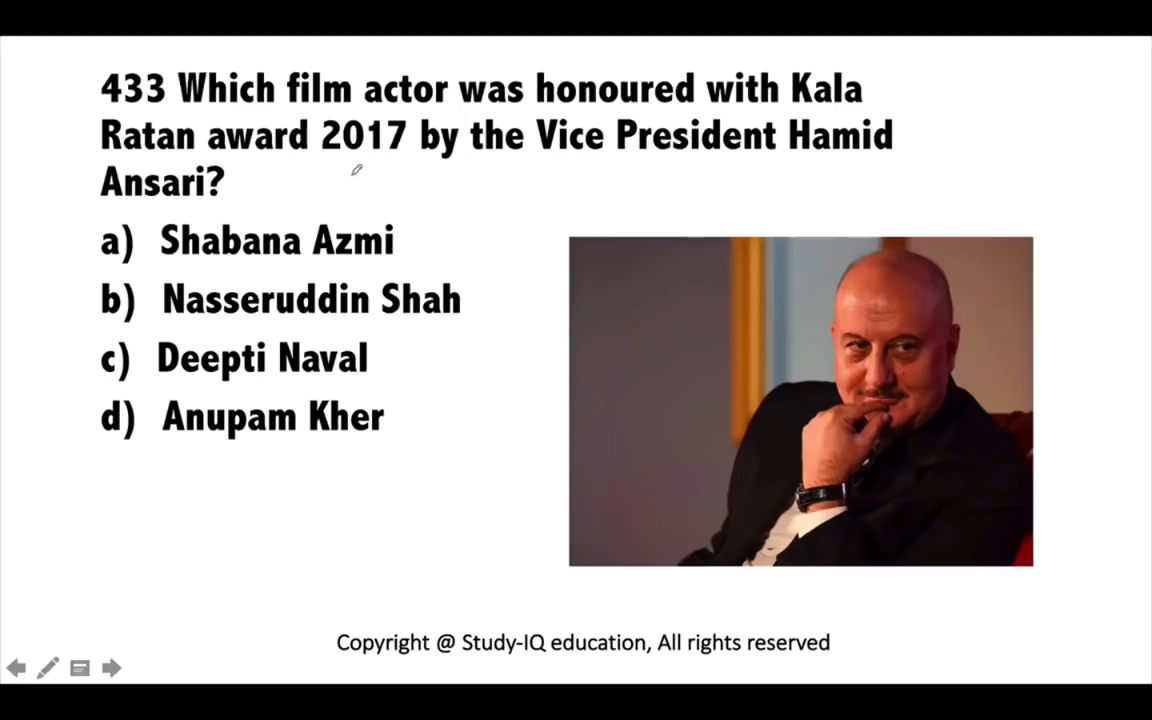 433 Which film actor was honoured with Kala
Ratan award 2017 by the Vice President Hamid
Ansari?
a) Shabana Azmi
b) Nasseruddin Shah
c) Deepti Naval
d) Anupam Kher
Copyright @ Study-IQ education, All rights reserved